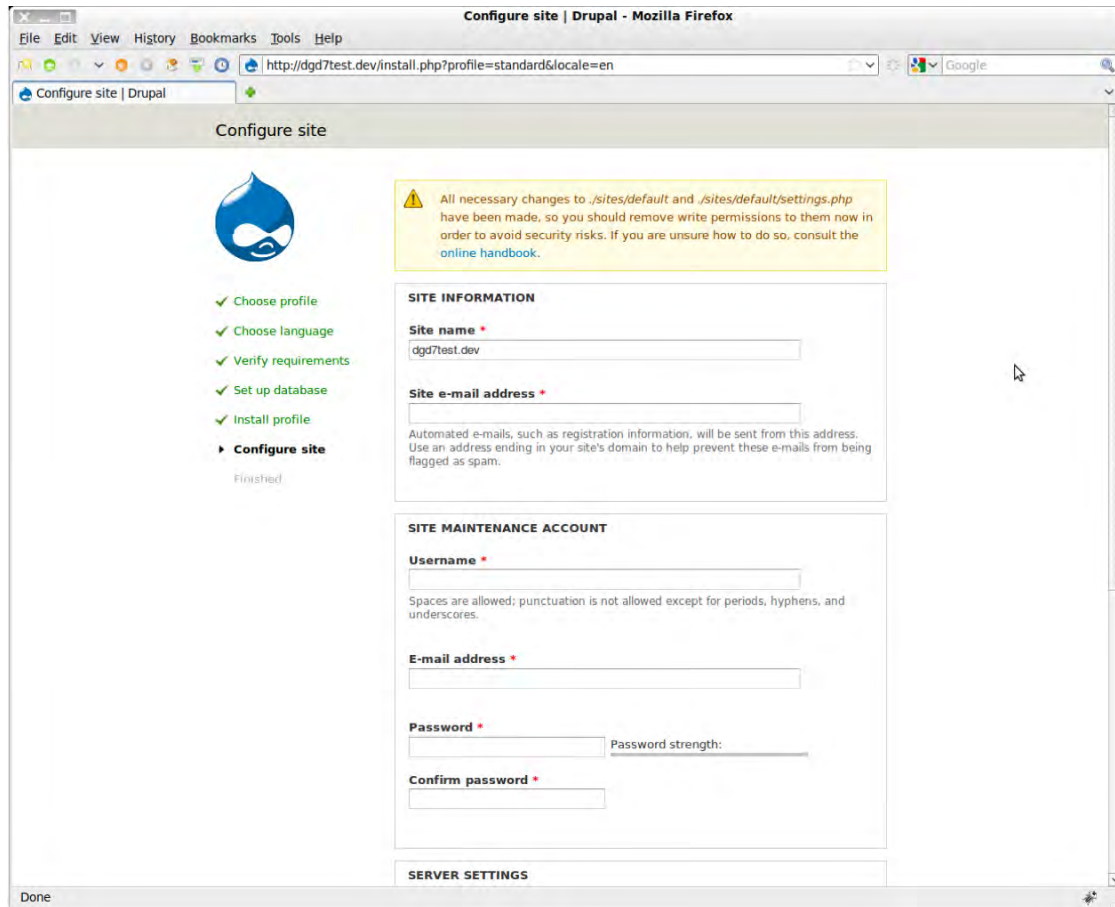 Configure site | Drupal - Mozilla Firefox
File Edit View History Bookmarks Tools Help
http://dgd7test.dev/install.php?profile=standard&locale=en
Google
Configure site | Drupal
Configure site
All necessary changes to ./sites/default and ./sites/default/settings.php
have been made, so you should remove write permissions to them now in
order to avoid security risks. If you are unsure how to do so, consult the
online handbook.
Choose profile
Choose language
Verify requirements
Set up database
Install profile
Configure site
Finished
SITE INFORMATION
Site name *
dgd7test.dev
Site e-mail address *
Automated e-mails, such as registration information, will be sent from this address.
Use an address ending in your site's domain to help prevent these e-mails from being
flagged as spam.
SITE MAINTENANCE ACCOUNT
Username *
Spaces are allowed; punctuation is not allowed except for periods, hyphens, and
underscores.
E-mail address *
Password *
Password strength:
Confirm password *
SERVER SETTINGS
Done